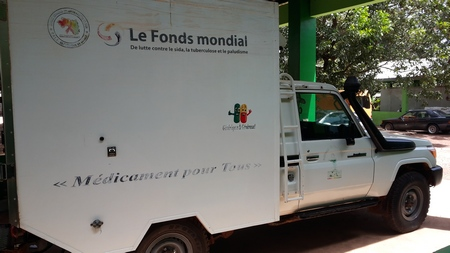 Le Fonds mondial
De lutte contre le sida, la tuberculose et le paludisme
« Médicament pour Tous »